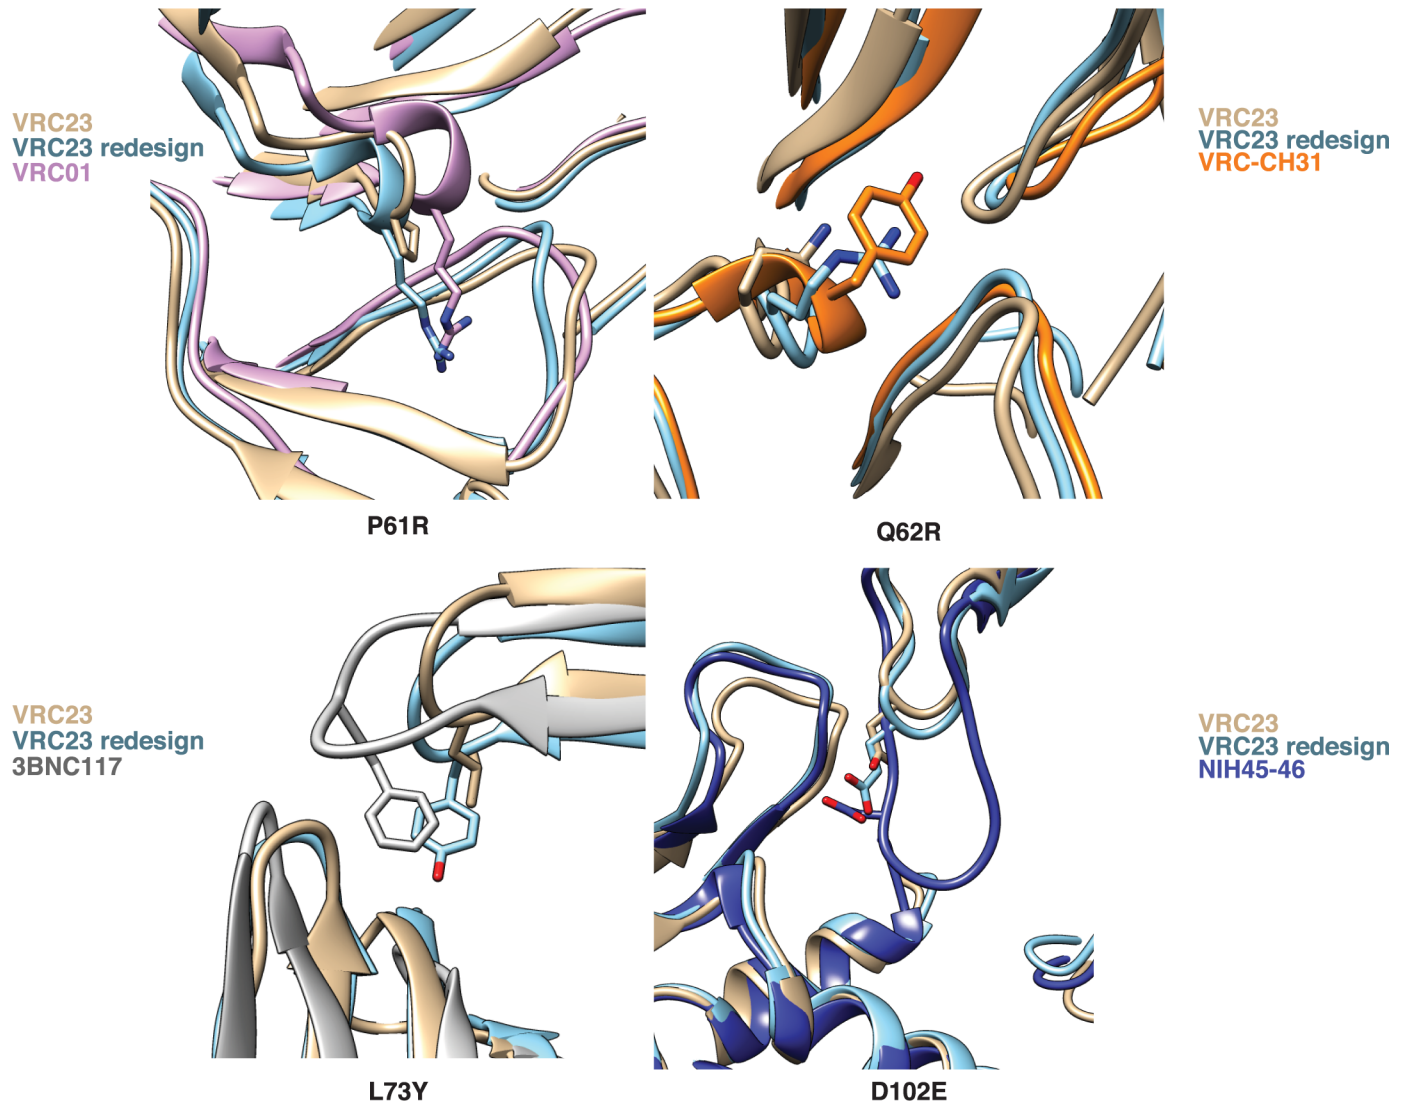 VRC23
VRC23 redesign
VRC01
VRC23
VRC23 redesign
VRC-CH31
P61R
Q62R
VRC23
VRC23 redesign
3BNC117
VRC23
VRC23 redesign
NIH45-46
L73Y
D102E